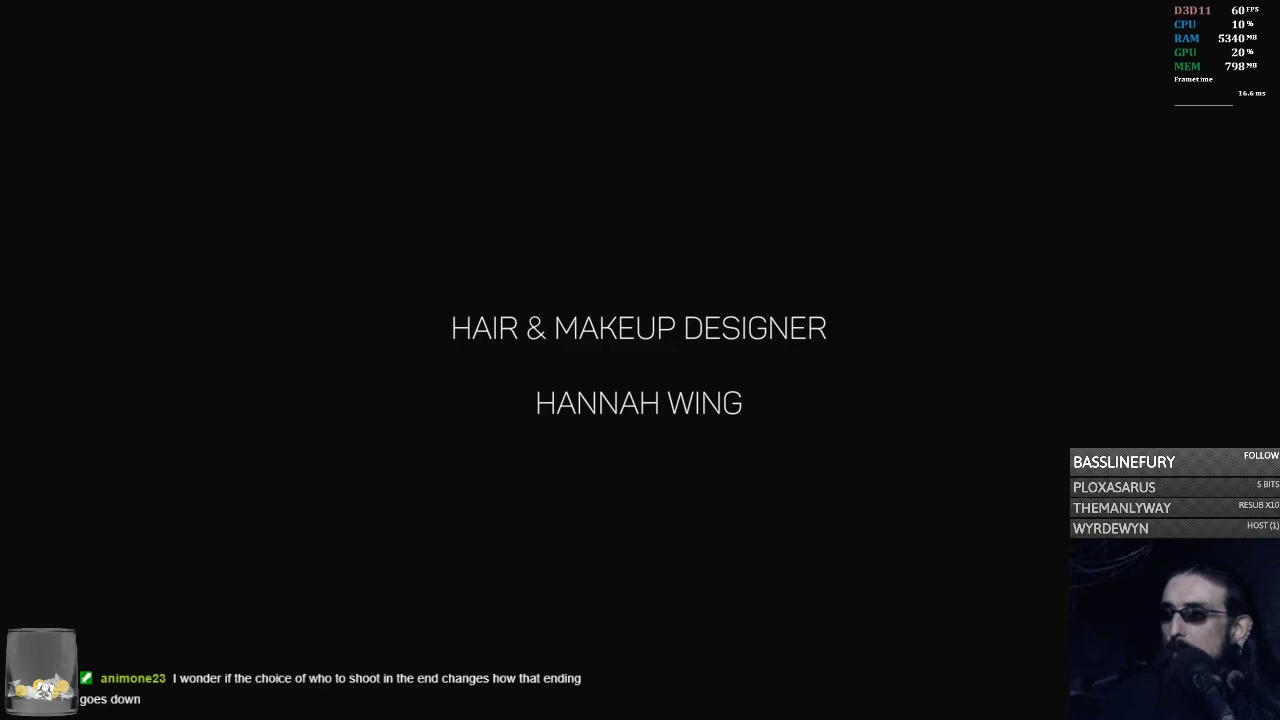 D3D11 60 FPS
CPU 10 %
RAM 5340 MB
GPU 20 %
MEM 798 MB
Frametime
16.6 ms
HAIR & MAKEUP DESIGNER
HANNAH WING
BASSLINEFURY FOLLOW
PLOXASARUS 5 BITS
THEMANLYWAY RESUB X10
WYRDEWYN HOST (1)
animone23 I wonder if the choice of who to shoot in the end changes how that ending
goes down